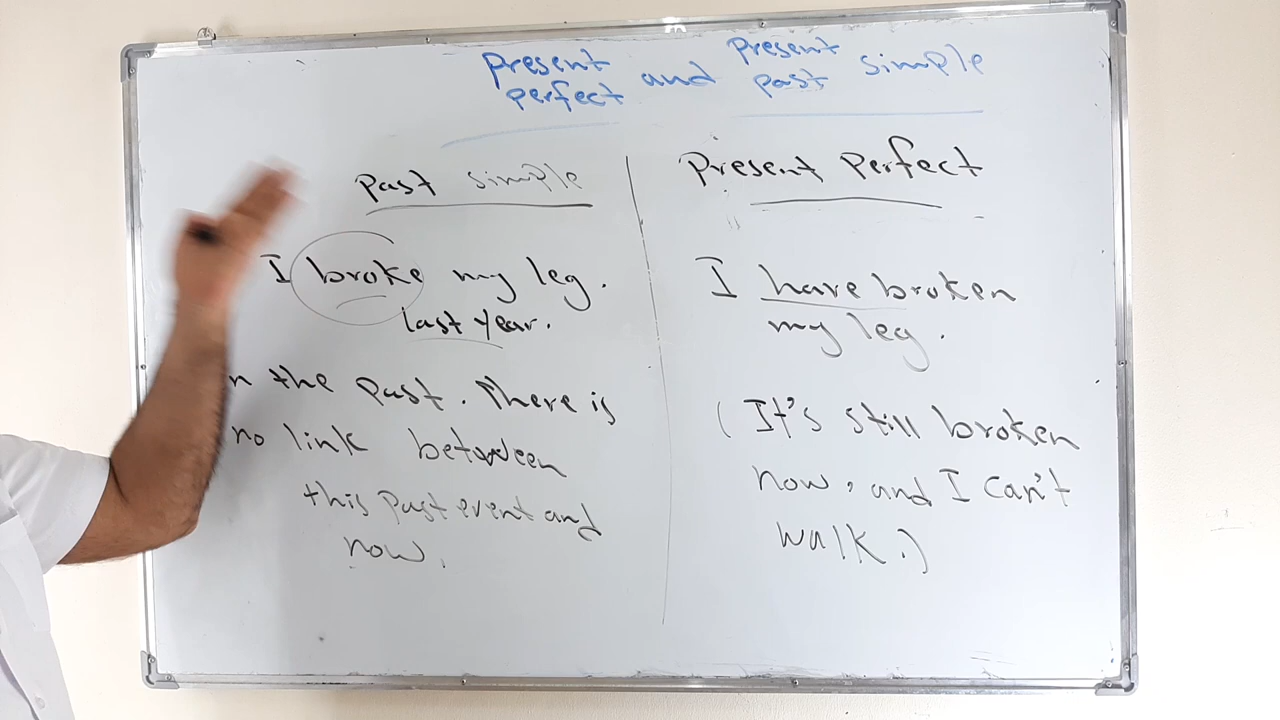 present present
perfect and past simple
past simple
I broke my leg.
last year.
n the past. There is
no link between
this past event and
now.
Present perfect
I have broken
my leg.
(It's still broken
now, and I can't
walk.)